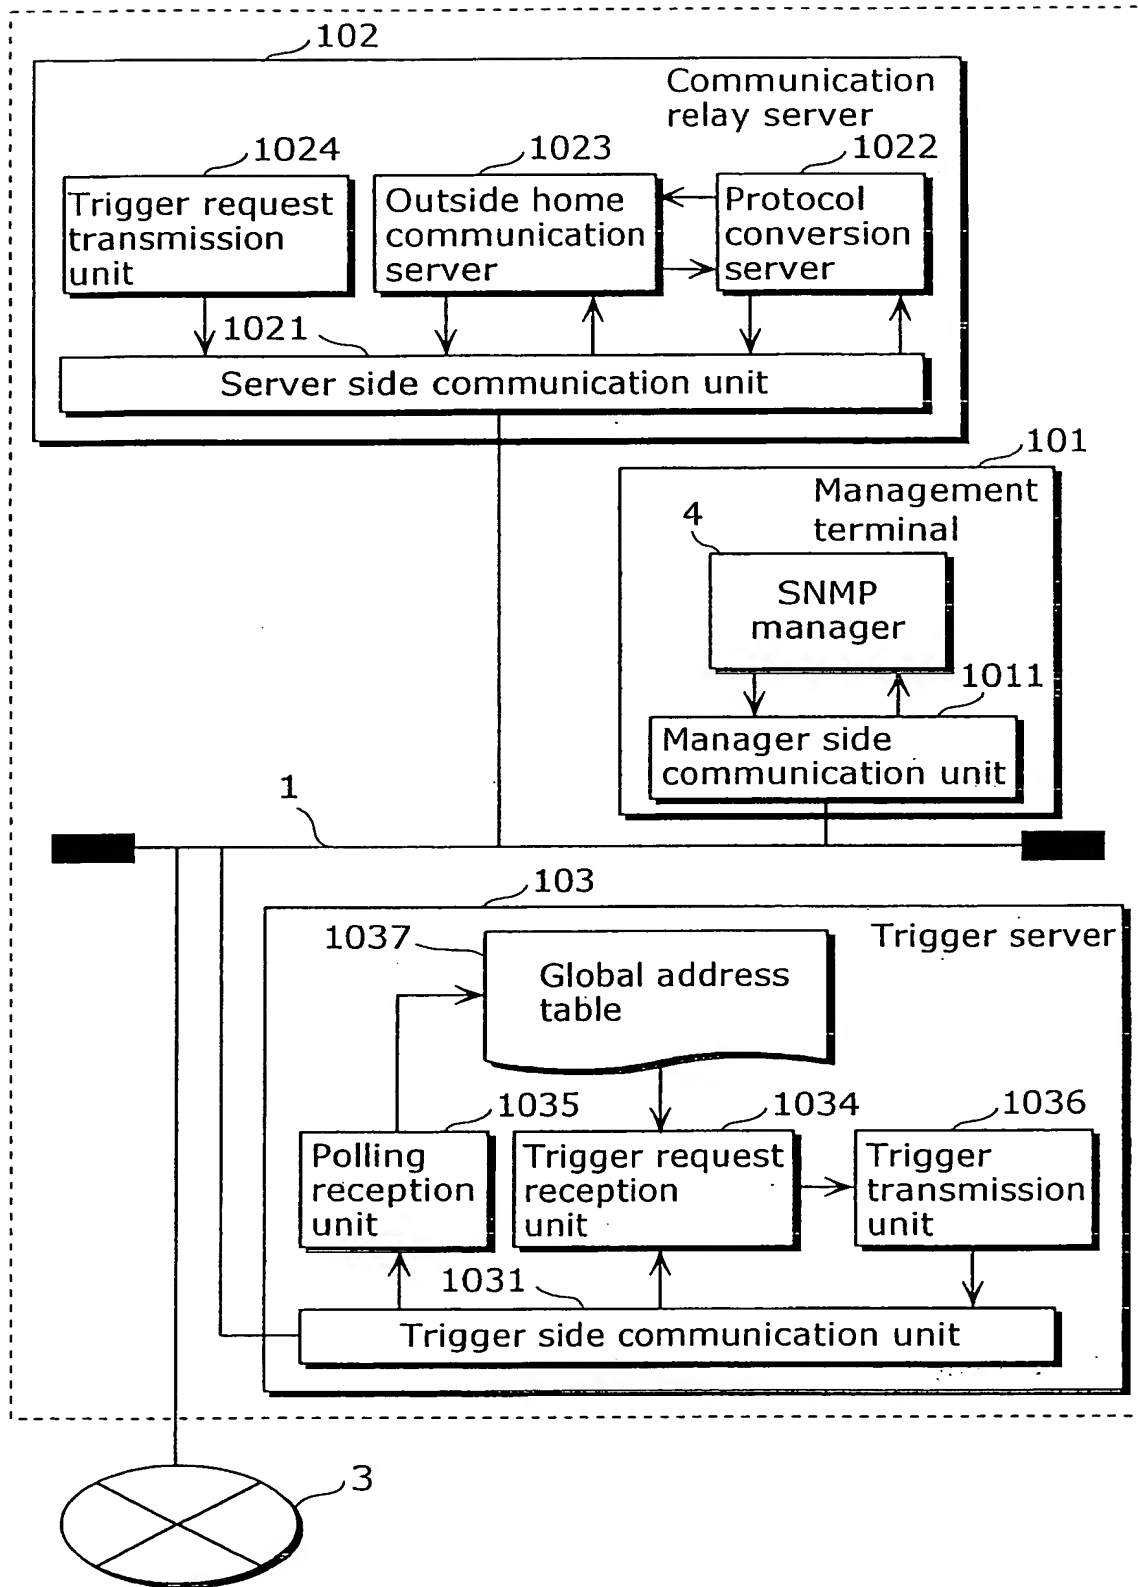 102
Communication
relay server
1024
1023
1022
Trigger request
transmission
unit
Outside home
communication
server
Protocol
conversion
server
1021
Server side communication unit
101
Management
terminal
4
SNMP
manager
1011
Manager side
communication unit
1
103
Trigger server
1037
Global address
table
1035
1034
1036
Polling
reception
unit
Trigger request
reception
unit
Trigger
transmission
unit
1031
Trigger side communication unit
3